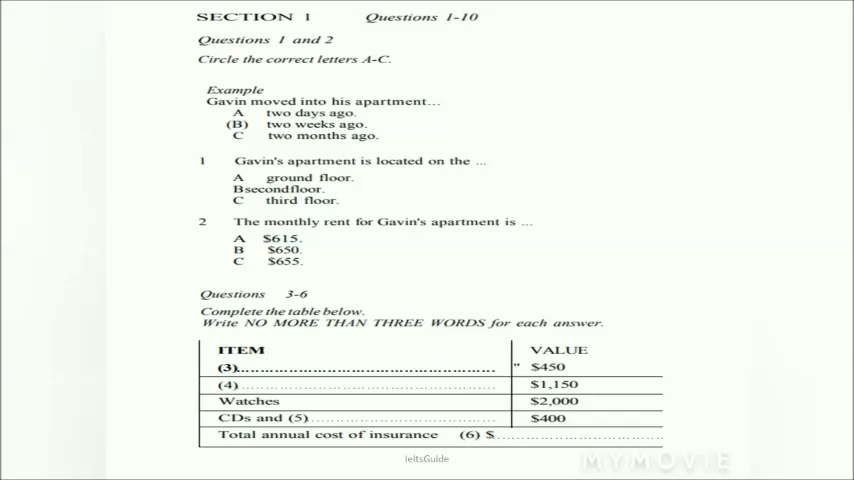 SECTION 1 Questions 1-10
Questions 1 and 2
Circle the correct letters A-C.
Example
Gavin moved into his apartment...
A two days ago.
(B) two weeks ago.
C two months ago.
1 Gavin's apartment is located on the ...
A ground floor.
Bsecondfloor.
C third floor.
2 The monthly rent for Gavin's apartment is ...
A $615.
B $650.
C $655.
Questions 3-6
Complete the table below.
Write NO MORE THAN THREE WORDS for each answer.
ITEM VALUE
(3)................................................ " $450
(4)................................................ $1,150
Watches $2,000
CDs and (5)................................... $400
Total annual cost of insurance (6) $................................
IeltsGuide
MYMOVIE